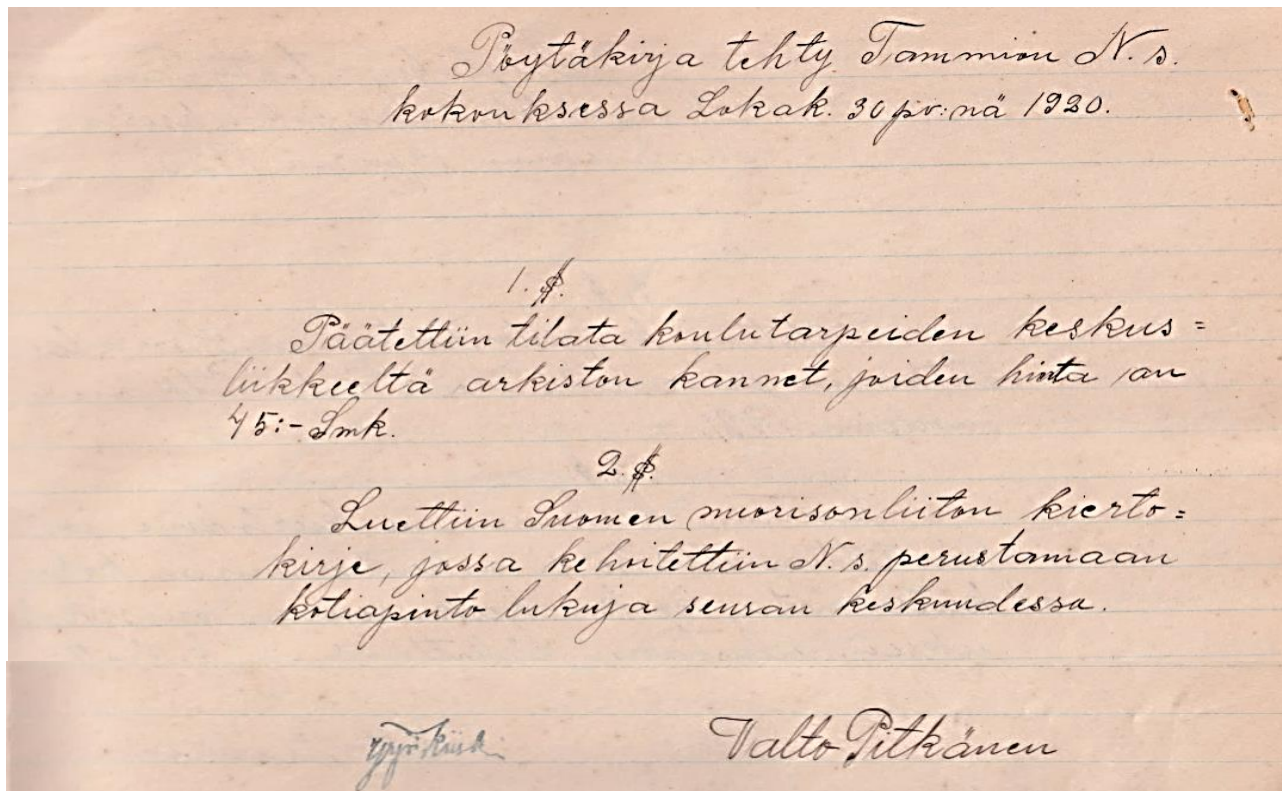 Pöytäkirja tehty Tammion N. s.
kokouksessa Lokak. 30 pv:nä 1920.
1. §.
Päätettiin tilata koulutarpeiden keskus=
liikkeeltä arkiston kannet, joiden hinta on
45:- Smk.
2. §.
Luettiin Suomen nuorisonliiton kierto=
kirje, jossa kehoitettiin N. s. perustamaan
kotiapinto lukuja seuran keskuudessa.
Valto Pitkänen